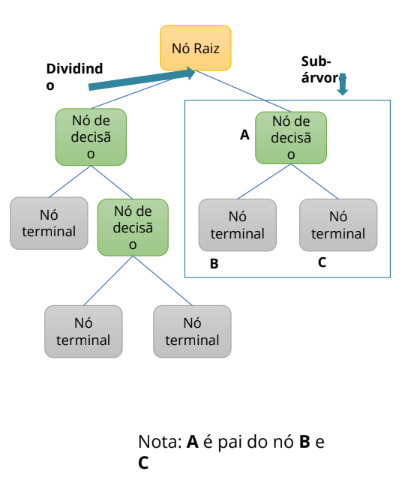 Nó Raiz
Dividind
o
Sub-
árvore
Nó de
decisã
o
A
Nó de
decisã
o
Nó
terminal
Nó de
decisã
o
Nó
terminal
Nó
terminal
B
C
Nó
terminal
Nó
terminal
Nota: A é pai do nó B e
C